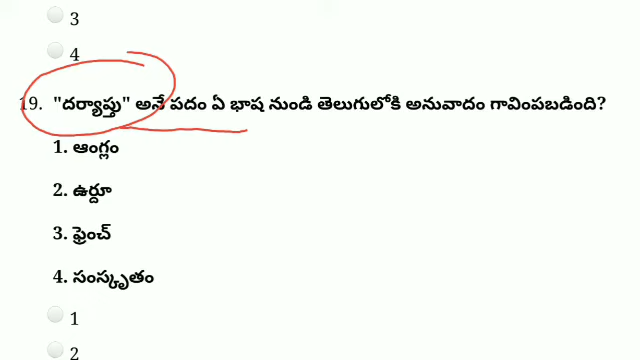 3
4
19. "దర్యాప్తు" అనే పదం ఏ భాష నుండి తెలుగులోకి అనువాదం గావింపబడింది?
1. ఆంగ్లం
2. ఉర్దూ
3. ఫ్రెంచ్
4. సంస్కృతం
1
2